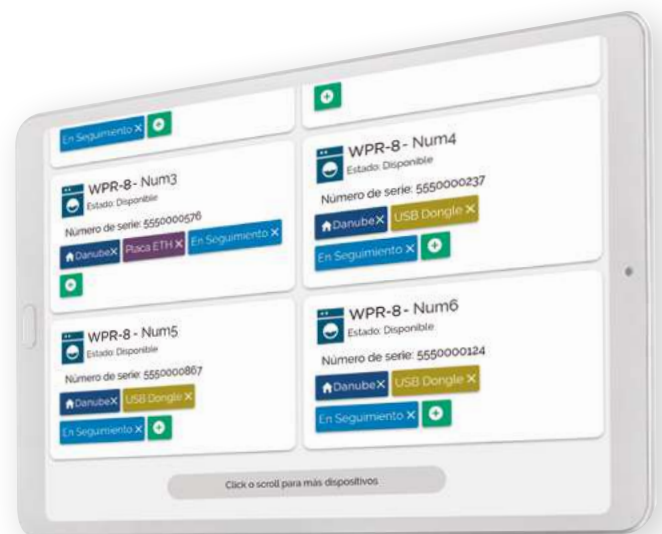 En Seguimiento X
WPR-8 - Num3
Estado: Disponible
Número de serie: 5550000576
Danube X Placa ETH X En Seguimiento X
WPR-8 - Num4
Estado: Disponible
Número de serie: 5550000237
Danube X USB Dongle X
En Seguimiento X
WPR-8 - Num5
Estado: Disponible
Número de serie: 5550000867
Danube X USB Dongle X
En Seguimiento X
WPR-8 - Num6
Estado: Disponible
Número de serie: 5550000124
Danube X USB Dongle X
En Seguimiento X
Click o scroll para más dispositivos